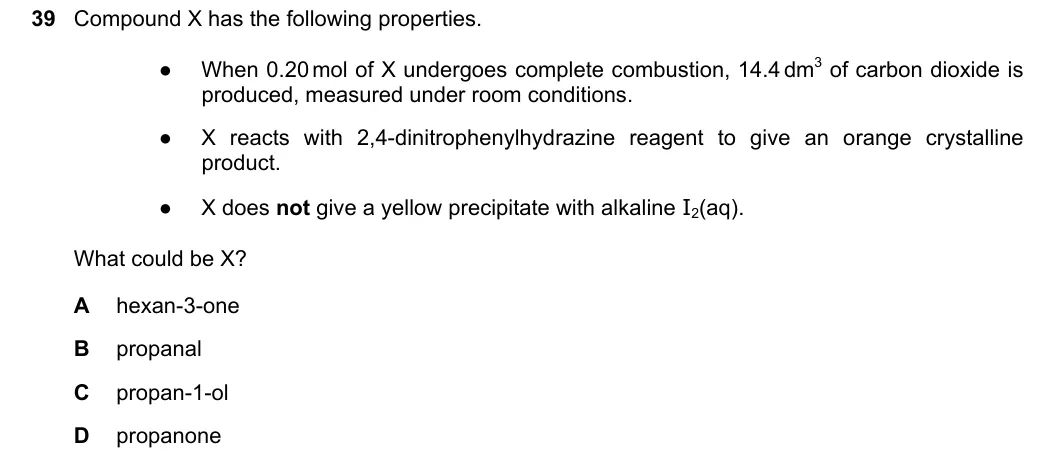 39 Compound X has the following properties.
● When 0.20 mol of X undergoes complete combustion, 14.4 dm³ of carbon dioxide is
produced, measured under room conditions.
● X reacts with 2,4-dinitrophenylhydrazine reagent to give an orange crystalline
product.
● X does not give a yellow precipitate with alkaline I₂(aq).
What could be X?
A hexan-3-one
B propanal
C propan-1-ol
D propanone